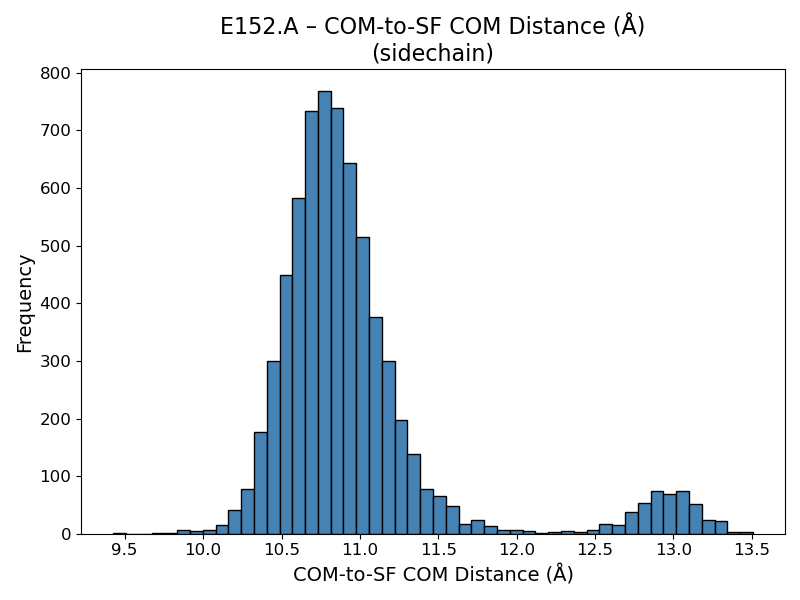 E152.A – COM-to-SF COM Distance (Å)
(sidechain)
800
700
600
500
400
300
200
100
0
Frequency
9.5 10.0 10.5 11.0 11.5 12.0 12.5 13.0 13.5
COM-to-SF COM Distance (Å)